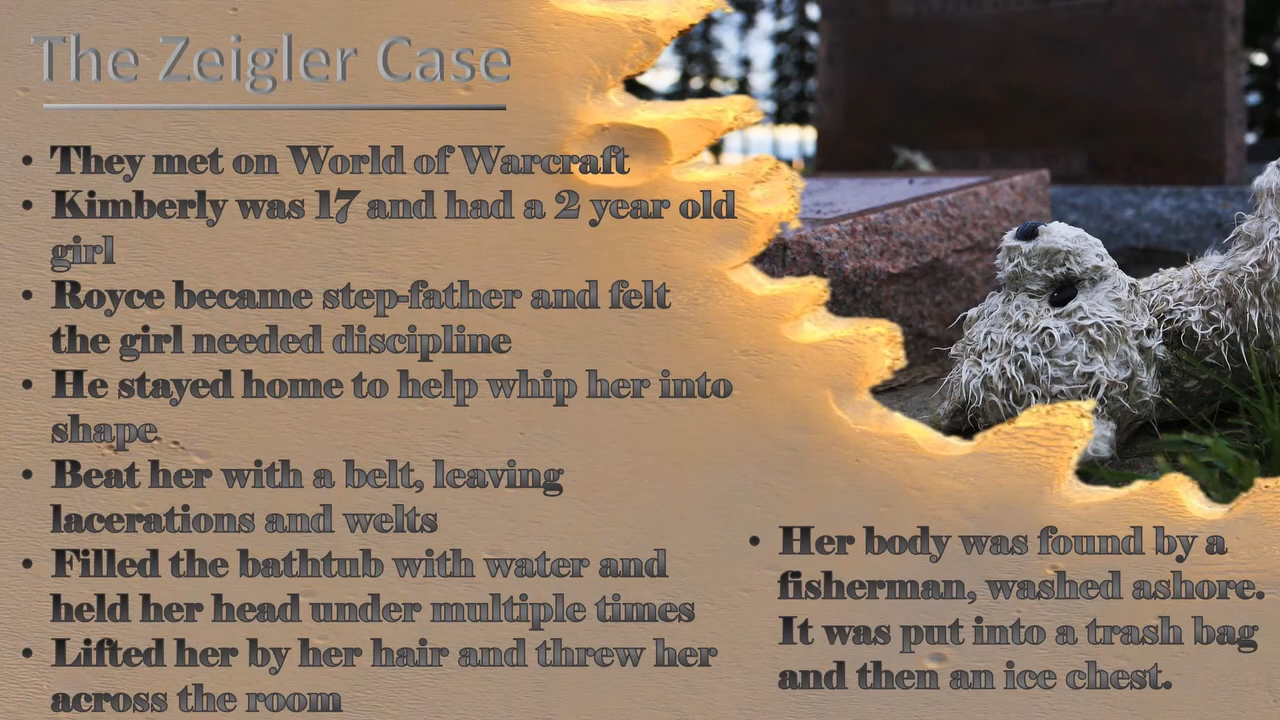 The Zeigler Case
• They met on World of Warcraft
• Kimberly was 17 and had a 2 year old
girl
• Royce became step-father and felt
the girl needed discipline
• He stayed home to help whip her into
shape
• Beat her with a belt, leaving
lacerations and welts
• Filled the bathtub with water and
held her head under multiple times
• Lifted her by her hair and threw her
across the room
• Her body was found by a
fisherman, washed ashore.
It was put into a trash bag
and then an ice chest.